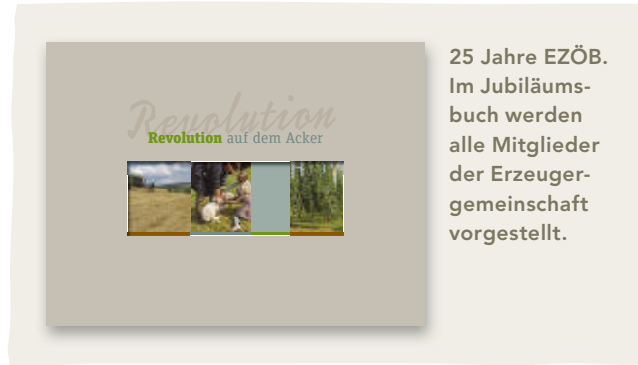 Revolution
Revolution auf dem Acker
25 Jahre EZÖB.
Im Jubiläums-
buch werden
alle Mitglieder
der Erzeuger-
gemeinschaft
vorgestellt.